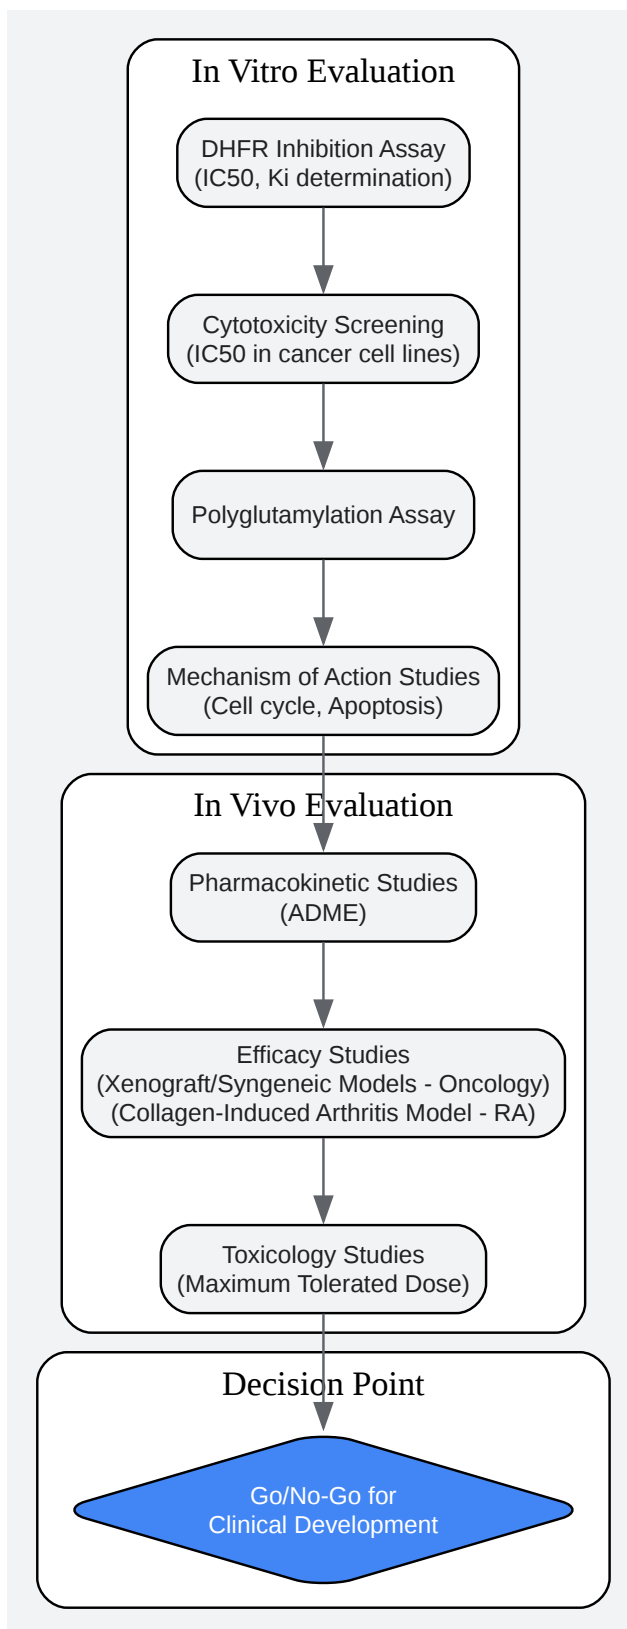 In Vitro Evaluation
DHFR Inhibition Assay
(IC50, Ki determination)
Cytotoxicity Screening
(IC50 in cancer cell lines)
Polyglutamylation Assay
Mechanism of Action Studies
(Cell cycle, Apoptosis)
In Vivo Evaluation
Pharmacokinetic Studies
(ADME)
Efficacy Studies
(Xenograft/Syngeneic Models - Oncology)
(Collagen-Induced Arthritis Model - RA)
Toxicology Studies
(Maximum Tolerated Dose)
Decision Point
Go/No-Go for
Clinical Development